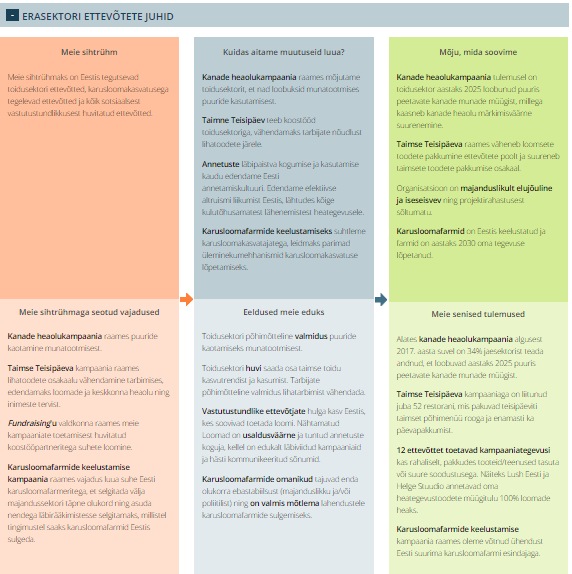 - ERASEKTORI ETTEVÕTETE JUHID
Meie sihtrühm
Meie sihtrühmaks on Eestis tegutsevad
toidusektori ettevõtted, karusloomakasvatusega
tegelevad ettevõtted ja kõik sotsiaalsest
vastutustundlikkusest huvitatud ettevõtted.
Meie sihtrühmaga seotud vajadused
Kanade heaolukampaania raames puuride
kaotamine munatootmisest.
Taimse Teisipäeva kampaania raames
lihatoodete osakaalu vähendamine tarbimises,
edendamaks loomade ja keskkonna heaolu ning
inimeste tervist.
Fundraising'u valdkonna raames meie
kampaaniate toetamisest huvitatud
koostööpartneritega suhete loomine.
Karusloomafarmide keelustamise
kampaania raames vajadus luua suhe Eesti
karusloomafarmeritega, et selgitada välja
majandussektori täpne olukord ning asuda
nendega läbirääkimistesse selgitamaks, millistel
tingimustel saaks karusloomafarmid Eestis
sulgeda.
Kuidas aitame muutuseid luua?
Kanade heaolukampaania raames mõjutame
toidusektorit, et nad loobuksid munatootmises
puuride kasutamisest.
Taimne Teisipäev teeb koostööd
toidusektoriga, vähendamaks tarbijate nõudlust
lihatoodete järele.
Annetuste läbipaistva kogumise ja kasutamise
kaudu edendame Eesti
annetamiskultuuri. Edendame efektiivse
altruismi liikumist Eestis, lähtudes kõige
kulutõhusamatest lähenemistest heategevusele.
Karusloomafarmide keelustamiseks suhtleme
karusloomakasvatajatega, leidmaks parimad
üleminekumehhanismid karusloomakasvatuse
lõpetamiseks.
Eeldused meie eduks
Toidusektori põhimõtteline valmidus puuride
kaotamiseks munatootmisest.
Toidusektori huvi saada osa taimse toidu
kasvutrendist ja kasumist. Tarbijate
põhimõtteline valmidus lihatarbimist vähendada.
Vastutustundlike ettevõtjate hulga kasv Eestis,
kes soovivad toetada loomi. Nähtamatud
Loomad on usaldusväärne ja tuntud annetuste
koguja, kellel on edukalt läbiviidud kampaaniaid
ja hästi kommunikeeritud sõnumid.
Karusloomafarmide omanikud tajuvad enda
olukorra ebastabiilsust (majanduslikku ja/või
poliitilist) ning on valmis mõtlema lahendustele
karusloomafarmide sulgemiseks.
Mõju, mida soovime
Kanade heaolukampaania tulemusel on
toidusektor aastaks 2025 loobunud puuris
peetavate kanade munade müügist, millega
kaasneb kanade heaolu märkimisväärne
suurenemine.
Taimse Teisipäeva raames väheneb loomsete
toodete pakkumine ettevõtete poolt ja suureneb
taimsete toodete pakkumise osakaal.
Organisatsioon on majanduslikult elujõuline
ja iseseisvev ning projektirahastusest
sõltumatu.
Karusloomafarmid on Eestis keelustatud ja
farmid on aastaks 2030 oma tegevuse
lõpetanud.
Meie senised tulemused
Alates kanade heaolukampaania algusest
2017. aasta suvel on 34% jaesektorist teada
andnud, et loobuvad aastaks 2025 puuris
peetavate kanade munade müügist.
Taimse Teisipäeva kampaaniaga on liitunud
juba 52 restorani, mis pakuvad teisipäeviti
taimset põhimenüü rooga ja enamasti ka
päevapakkumist.
12 ettevõttet toetavad kampaaniategevusi
kas rahaliselt, pakkudes tooteid/teenuseid tasuta
või suure soodustusega. Näiteks Lush Eesti ja
Helge Stuudio annetavad oma
heategevustoodete müügitulu 100% loomade
heaks.
Karusloomafarmide keelustamise
kampaania raames oleme võtnud ühendust
Eesti suurima karusloomafarmi esindajaga.